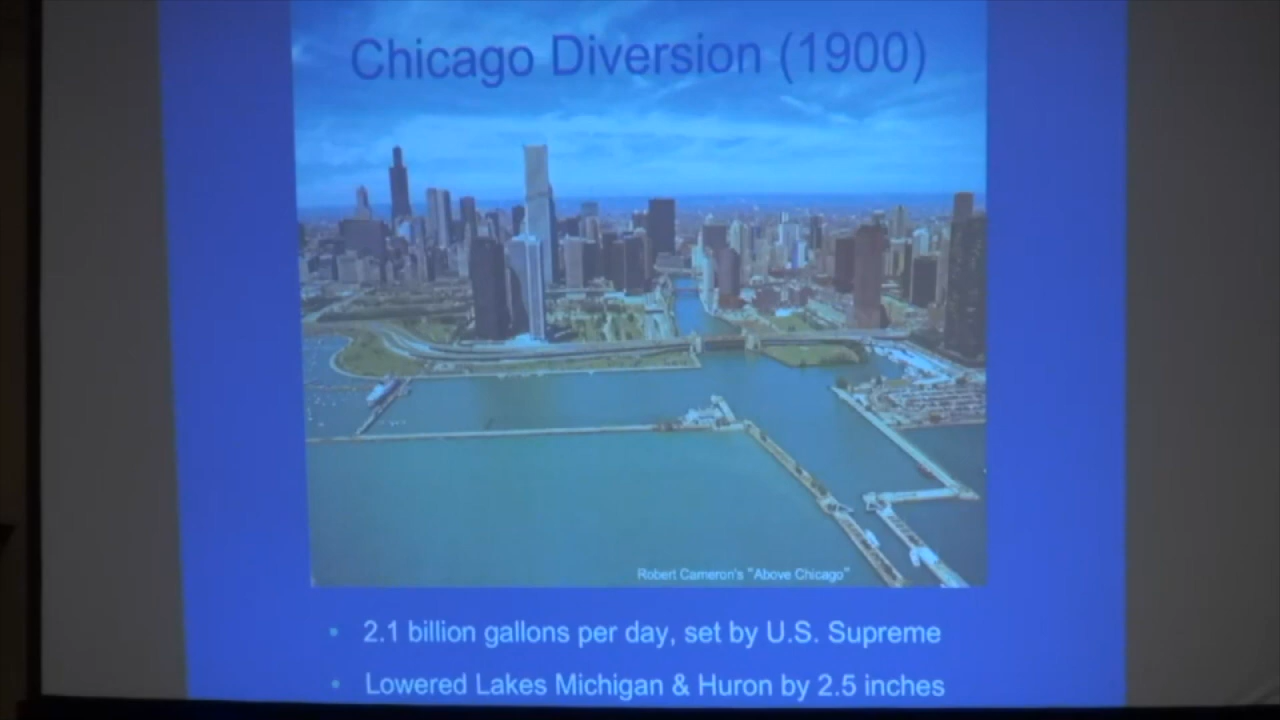 Chicago Diversion (1900)
Robert Cameron's "Above Chicago"
• 2.1 billion gallons per day, set by U.S. Supreme
• Lowered Lakes Michigan & Huron by 2.5 inches